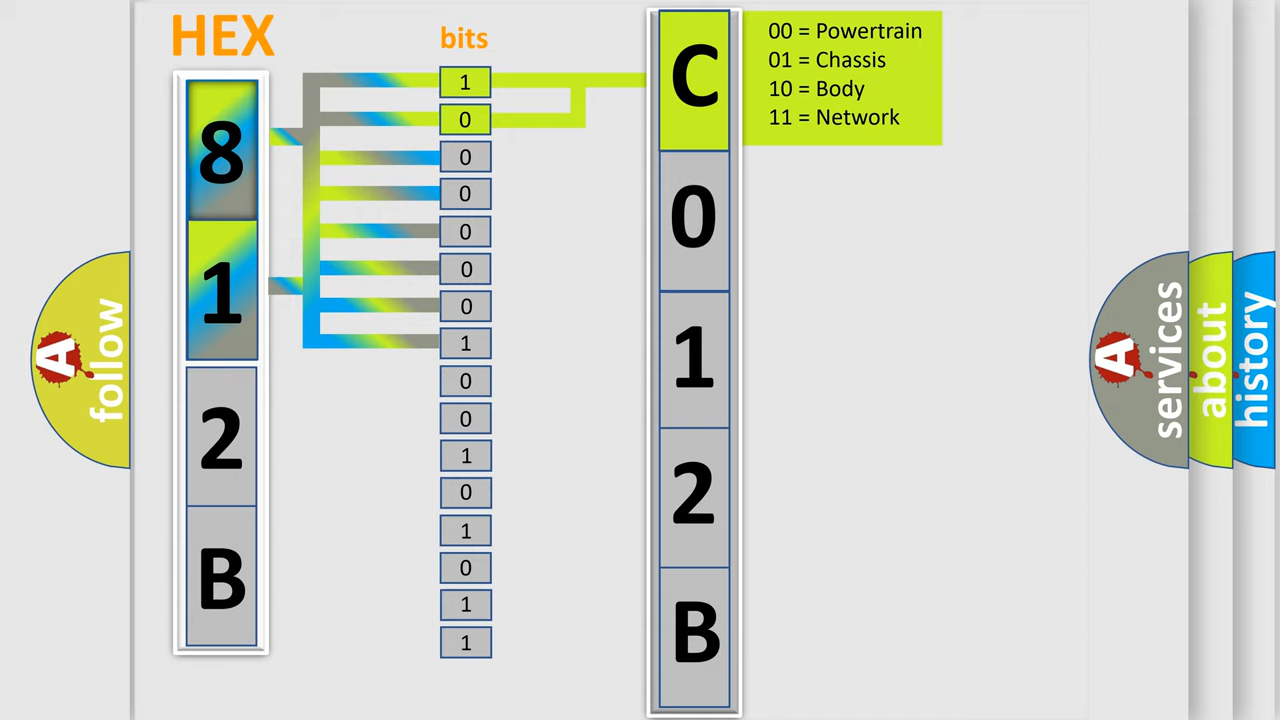 HEX
bits
8
1
2
B
1
0
0
0
0
0
0
1
0
0
1
0
1
0
1
1
C
0
1
2
B
00 = Powertrain
01 = Chassis
10 = Body
11 = Network
A
follow
A
services
about
history